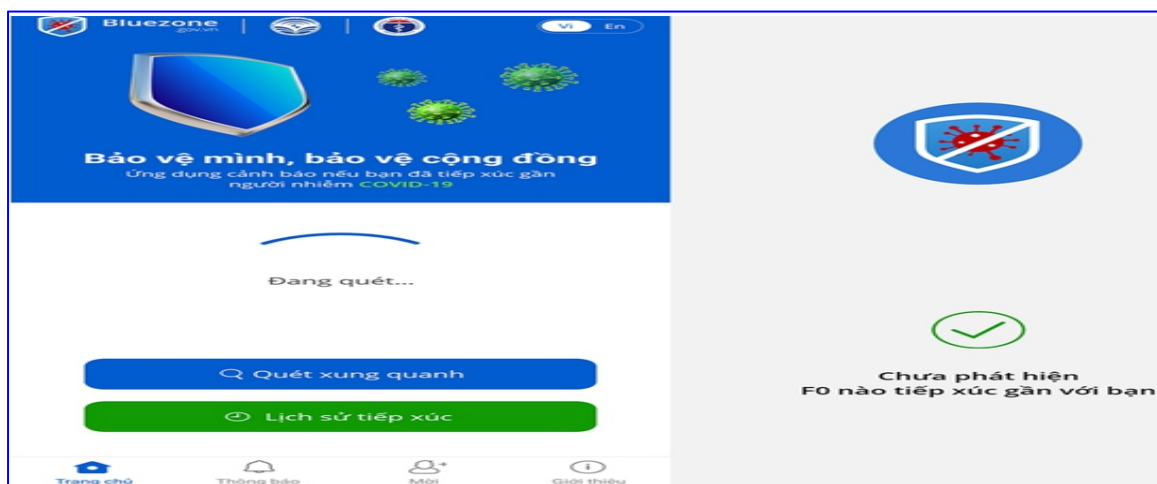 Bluezone
.gov.vn
Vi En
Bảo vệ mình, bảo vệ cộng đồng
Ứng dụng cảnh báo nếu bạn đã tiếp xúc gần
người nhiễm COVID-19
Đang quét...
Quét xung quanh
Lịch sử tiếp xúc
Trang chủ Thông báo Mời Giới thiệu
Chưa phát hiện
F0 nào tiếp xúc gần với bạn